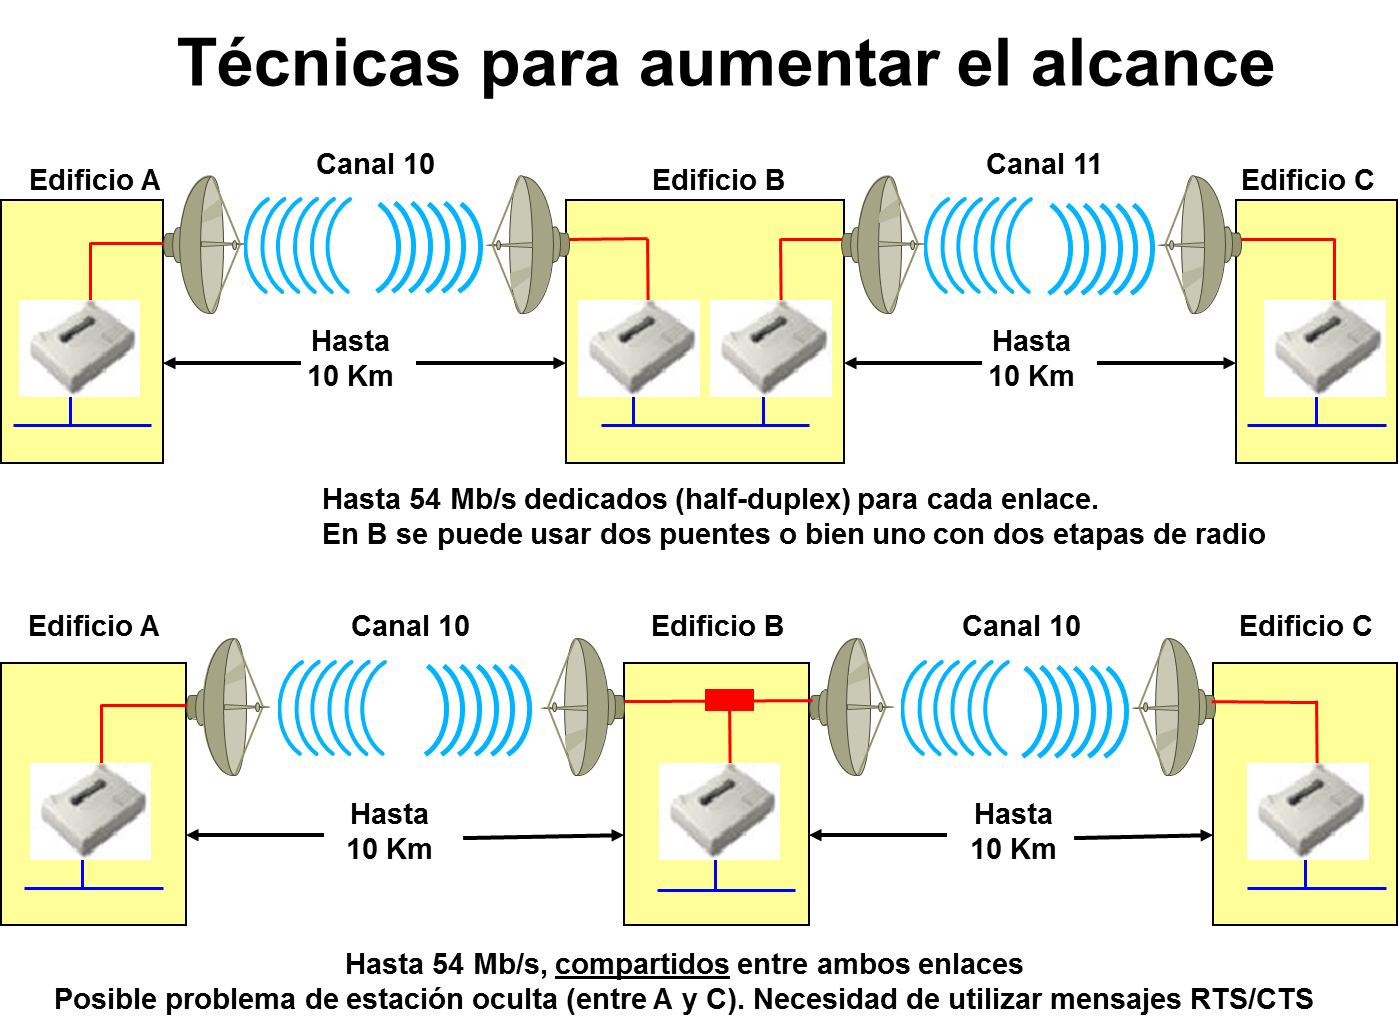 Técnicas para aumentar el alcance
Canal 10
Canal 11
Edificio A
Edificio B
Edificio C
Hasta
10 Km
Hasta
10 Km
Hasta 54 Mb/s dedicados (half-duplex) para cada enlace.
En B se puede usar dos puentes o bien uno con dos etapas de radio
Edificio A
Canal 10
Edificio B
Canal 10
Edificio C
Hasta
10 Km
Hasta
10 Km
Hasta 54 Mb/s, compartidos entre ambos enlaces
Posible problema de estación oculta (entre A y C). Necesidad de utilizar mensajes RTS/CTS